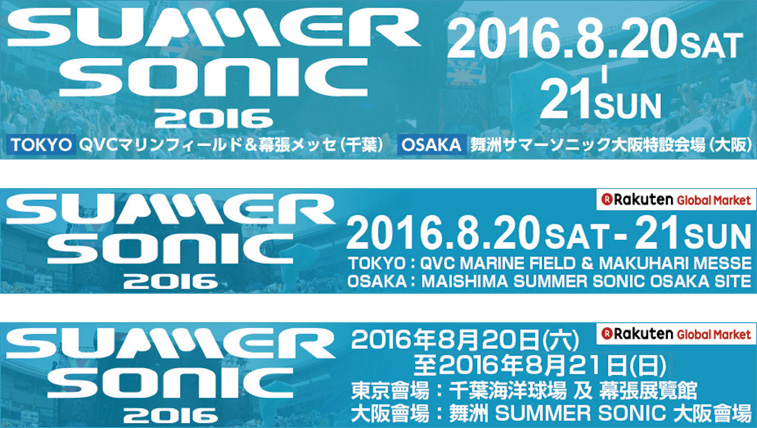 SUMMER
SONIC
2016
2016.8.20SAT
-
21SUN
TOKYO QVCマリンフィールド＆幕張メッセ（千葉） OSAKA 舞洲サマーソニック大阪特設会場（大阪）
SUMMER
SONIC
2016
Rakuten Global Market
2016.8.20SAT-21SUN
TOKYO：QVC MARINE FIELD & MAKUHARI MESSE
OSAKA：MAISHIMA SUMMER SONIC OSAKA SITE
SUMMER
SONIC
2016
2016年8月20日(六)
Rakuten Global Market
至2016年8月21日(日)
東京會場：千葉海洋球場 及 幕張展覧館
大阪會場：舞洲 SUMMER SONIC 大阪會場